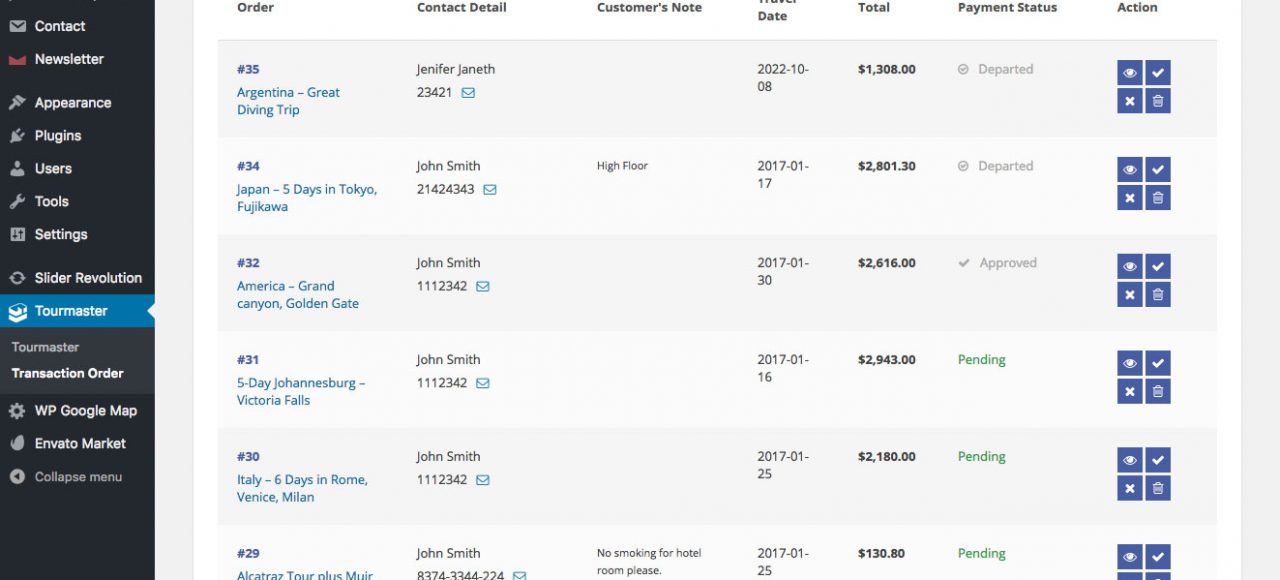 Contact
Newsletter
Appearance
Plugins
Users
Tools
Settings
Slider Revolution
Tourmaster
Tourmaster
Transaction Order
WP Google Map
Envato Market
Collapse menu
Order Contact Detail Customer's Note Travel Date Total Payment Status Action
#35 Jenifer Janeth 2022-10- $1,308.00 Departed
Argentina – Great 23421 08
Diving Trip
#34 John Smith High Floor 2017-01- $2,801.30 Departed
Japan – 5 Days in Tokyo, 21424343 17
Fujikawa
#32 John Smith 2017-01- $2,616.00 Approved
America – Grand 1112342 30
canyon, Golden Gate
#31 John Smith 2017-01- $2,943.00 Pending
5-Day Johannesburg – 1112342 16
Victoria Falls
#30 John Smith 2017-01- $2,180.00 Pending
Italy – 6 Days in Rome, 1112342 25
Venice, Milan
#29 John Smith No smoking for hotel 2017-01- $130.80 Pending
Alcatraz Tour plus Muir 8374-3344-224 room please. 25